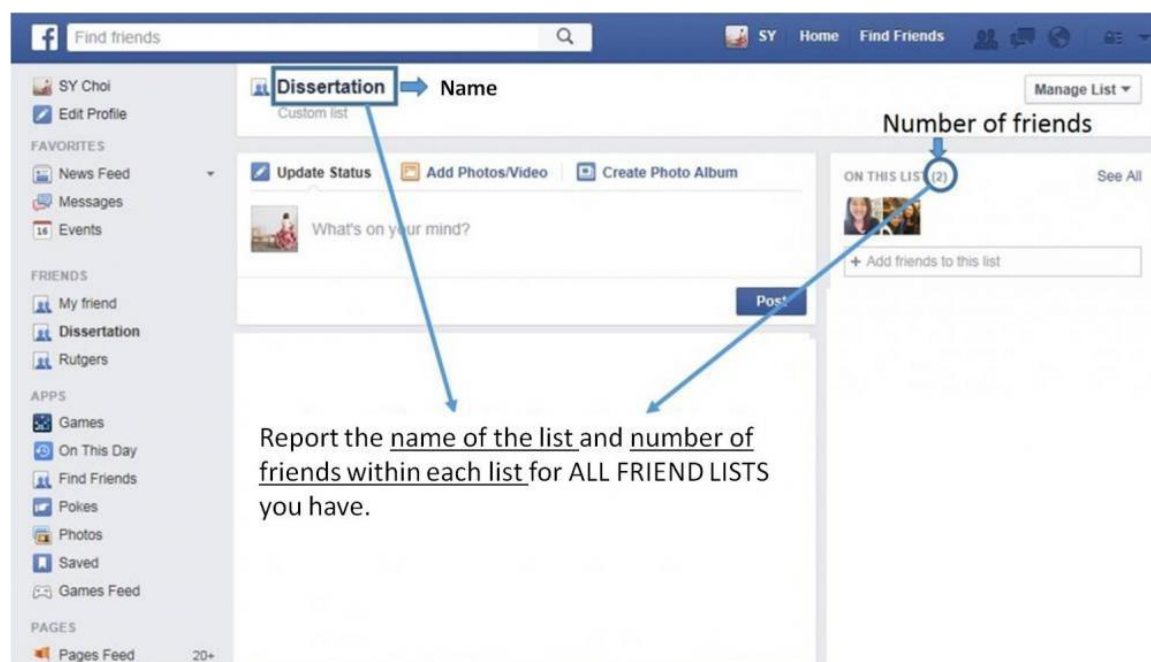 f
Find friends
SY Home Find Friends
SY Choi
Edit Profile
FAVORITES
News Feed
Messages
16 Events
FRIENDS
My friend
Dissertation
Rutgers
APPS
Games
On This Day
Find Friends
Pokes
Photos
Saved
Games Feed
PAGES
Pages Feed 20+
Dissertation Name
Custom list
Manage List
Number of friends
Update Status Add Photos/Video Create Photo Album
What's on your mind?
Post
ON THIS LIST (2) See All
+ Add friends to this list
Report the name of the list and number of
friends within each list for ALL FRIEND LISTS
you have.